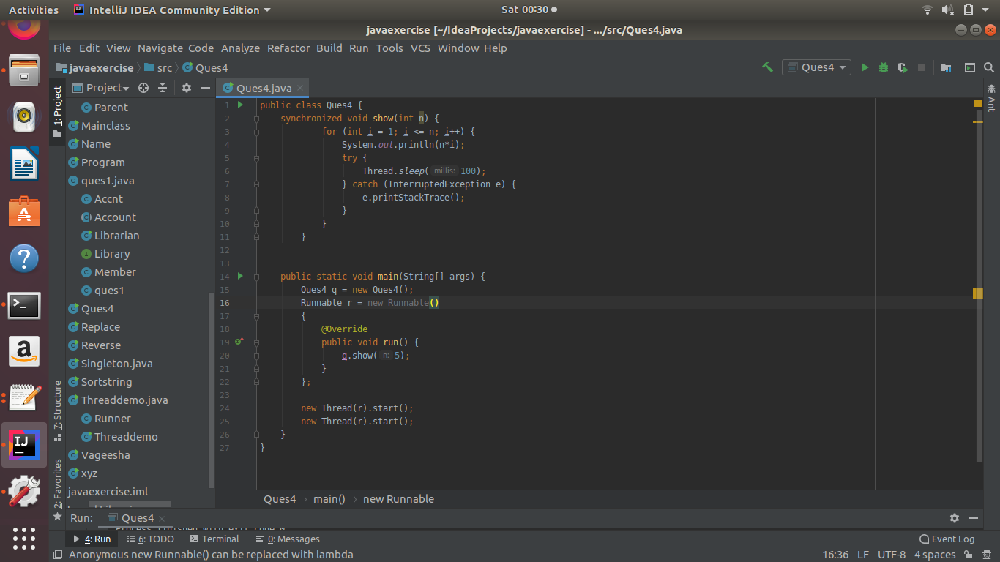 Activities IntelliJ IDEA Community Edition Sat 00:30
javaexercise [~/IdeaProjects/javaexercise] - .../src/Ques4.java
File Edit View Navigate Code Analyze Refactor Build Run Tools VCS Window Help
javaexercise src Ques4 Ques4
1: Project
7: Structure
2: Favorites
Project
Parent
Mainclass
Name
Program
ques1.java
Accnt
Account
Librarian
Library
Member
ques1
Ques4
Replace
Reverse
Singleton.java
Sortstring
Threaddemo.java
Runner
Threaddemo
Vageesha
xyz
javaexercise.iml
Ques4.java
1 public class Ques4 {
2 synchronized void show(int n) {
3 for (int i = 1; i <= n; i++) {
4 System.out.println(n*i);
5 try {
6 Thread.sleep( millis: 100);
7 } catch (InterruptedException e) {
8 e.printStackTrace();
9 }
10 }
11 }
12
13
14 public static void main(String[] args) {
15 Ques4 q = new Ques4();
16 Runnable r = new Runnable()
17 {
18 @Override
19 public void run() {
20 q.show( n: 5);
21 }
22 };
23
24 new Thread(r).start();
25 new Thread(r).start();
26 }
27 }
Ant
Ques4 › main() › new Runnable
Run: Ques4
Process finished with exit code 0
4: Run 6: TODO Terminal 0: Messages Event Log
Anonymous new Runnable() can be replaced with lambda 16:36 LF UTF-8 4 spaces